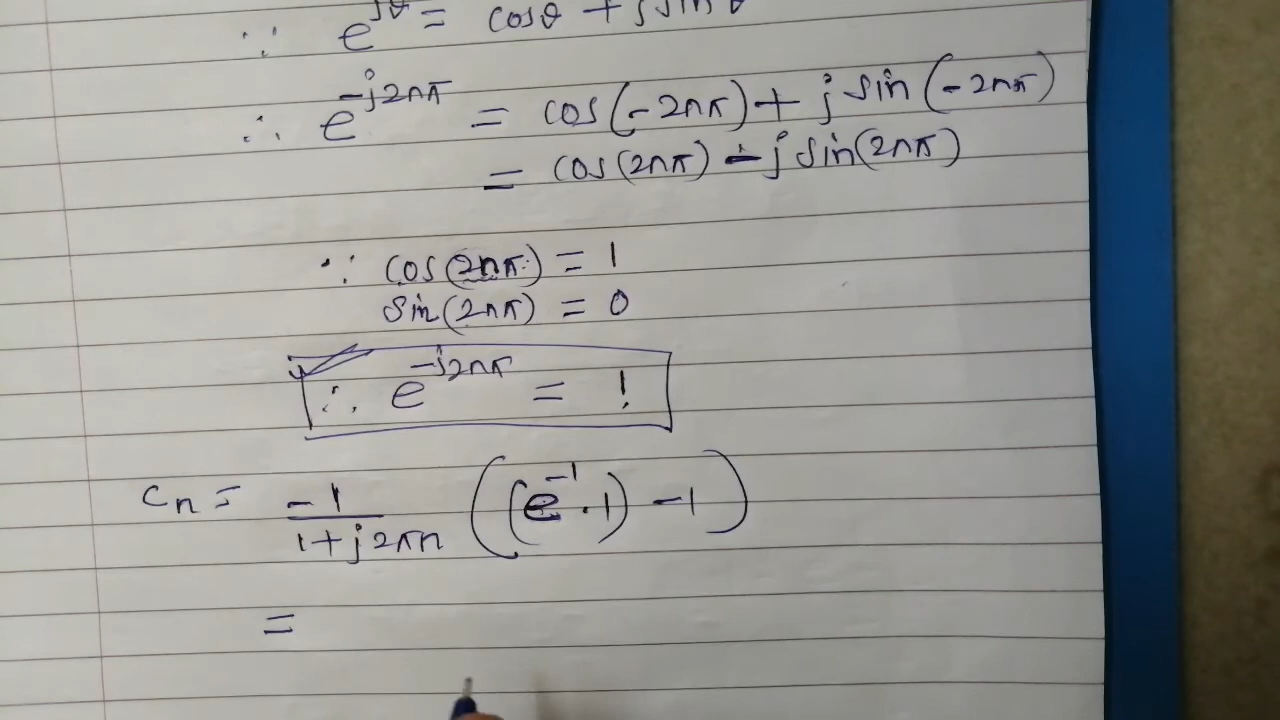 ∵ e^jθ = cosθ + j sinθ
∴ e^-j2nπ = cos(-2nπ) + j sin(-2nπ)
= cos(2nπ) - j sin(2nπ)
∵ cos(2nπ) = 1
sin(2nπ) = 0
∴ e^-j2nπ = 1
Cn = -1/(1+j2πn) ((e^-1 . 1) - 1)
=